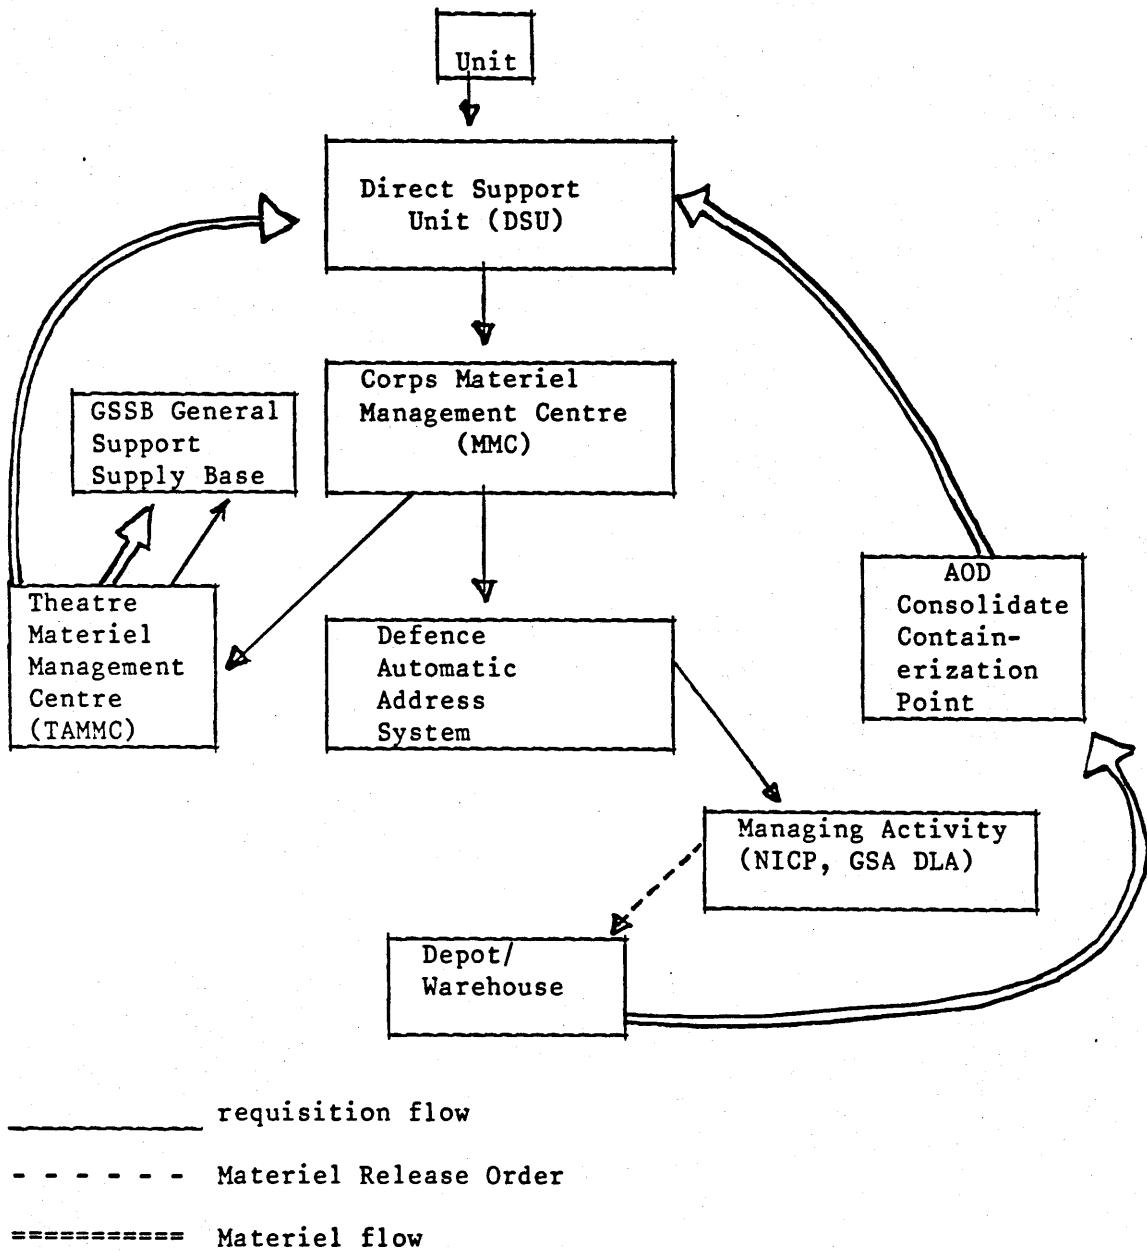 Unit
Direct Support
Unit (DSU)
Corps Materiel
Management Centre
(MMC)
GSSB General
Support
Supply Base
Theatre
Materiel
Management
Centre
(TAMMC)
Defence
Automatic
Address
System
AOD
Consolidate
Contain-
erization
Point
Managing Activity
(NICP, GSA DLA)
Depot/
Warehouse
requisition flow
Materiel Release Order
Materiel flow